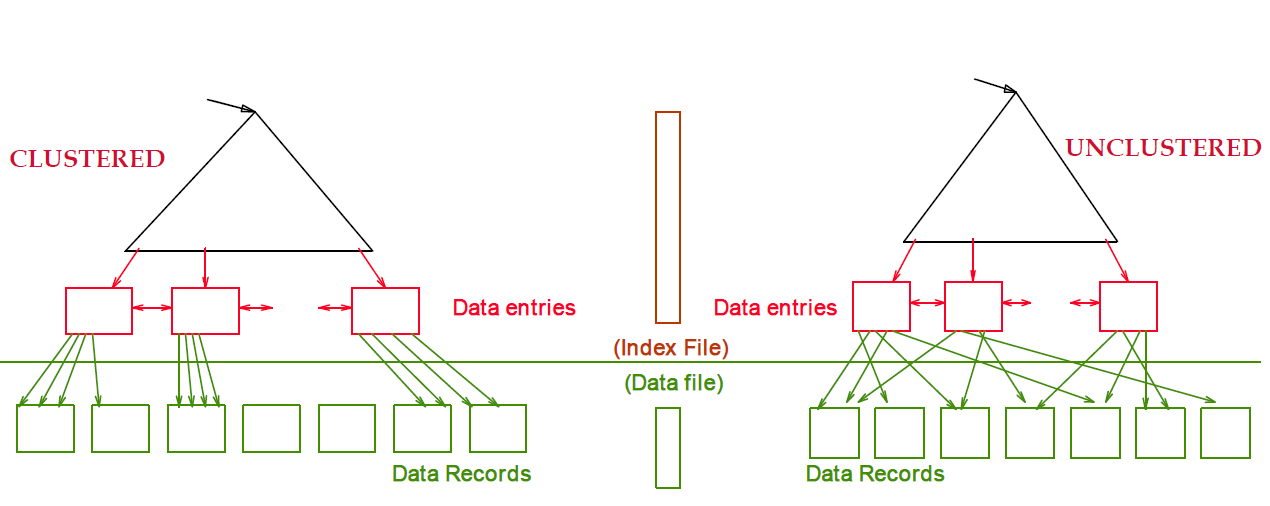 CLUSTERED
UNCLUSTERED
Data entries
Data entries
(Index File)
(Data file)
Data Records
Data Records